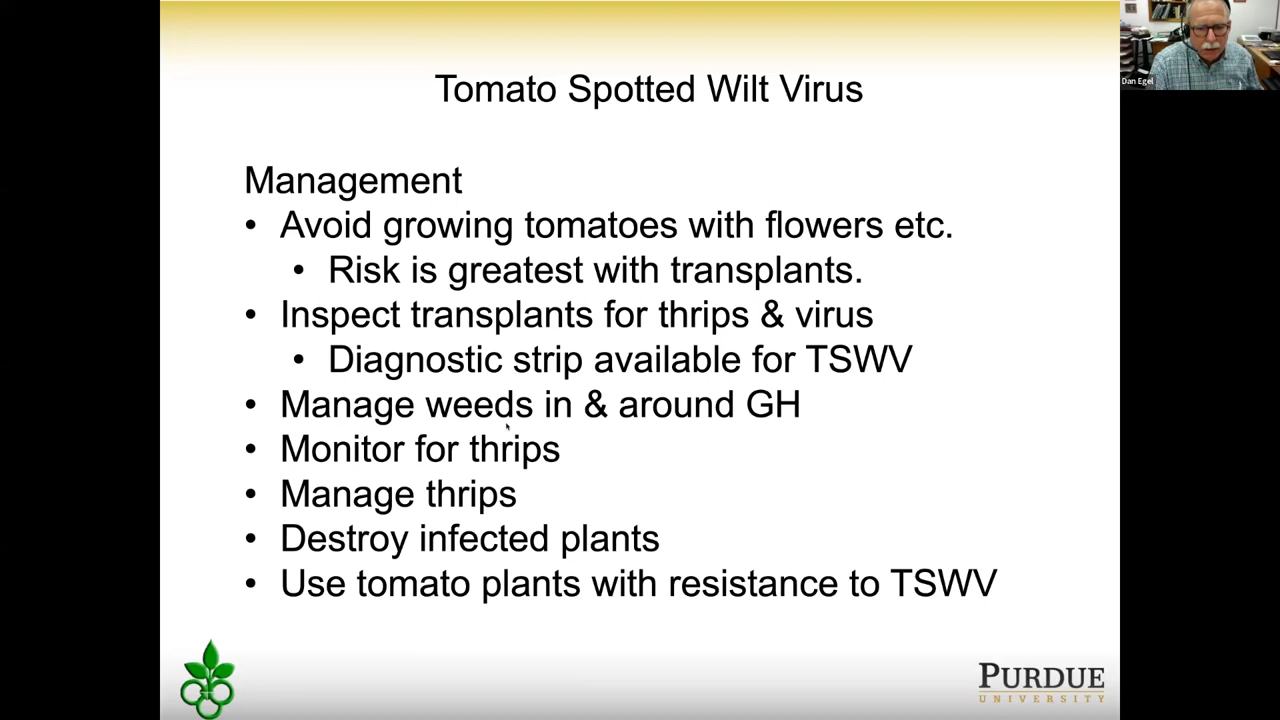 Tomato Spotted Wilt Virus
Dan Egel
Management
• Avoid growing tomatoes with flowers etc.
• Risk is greatest with transplants.
• Inspect transplants for thrips & virus
• Diagnostic strip available for TSWV
• Manage weeds in & around GH
• Monitor for thrips
• Manage thrips
• Destroy infected plants
• Use tomato plants with resistance to TSWV
PURDUE
UNIVERSITY